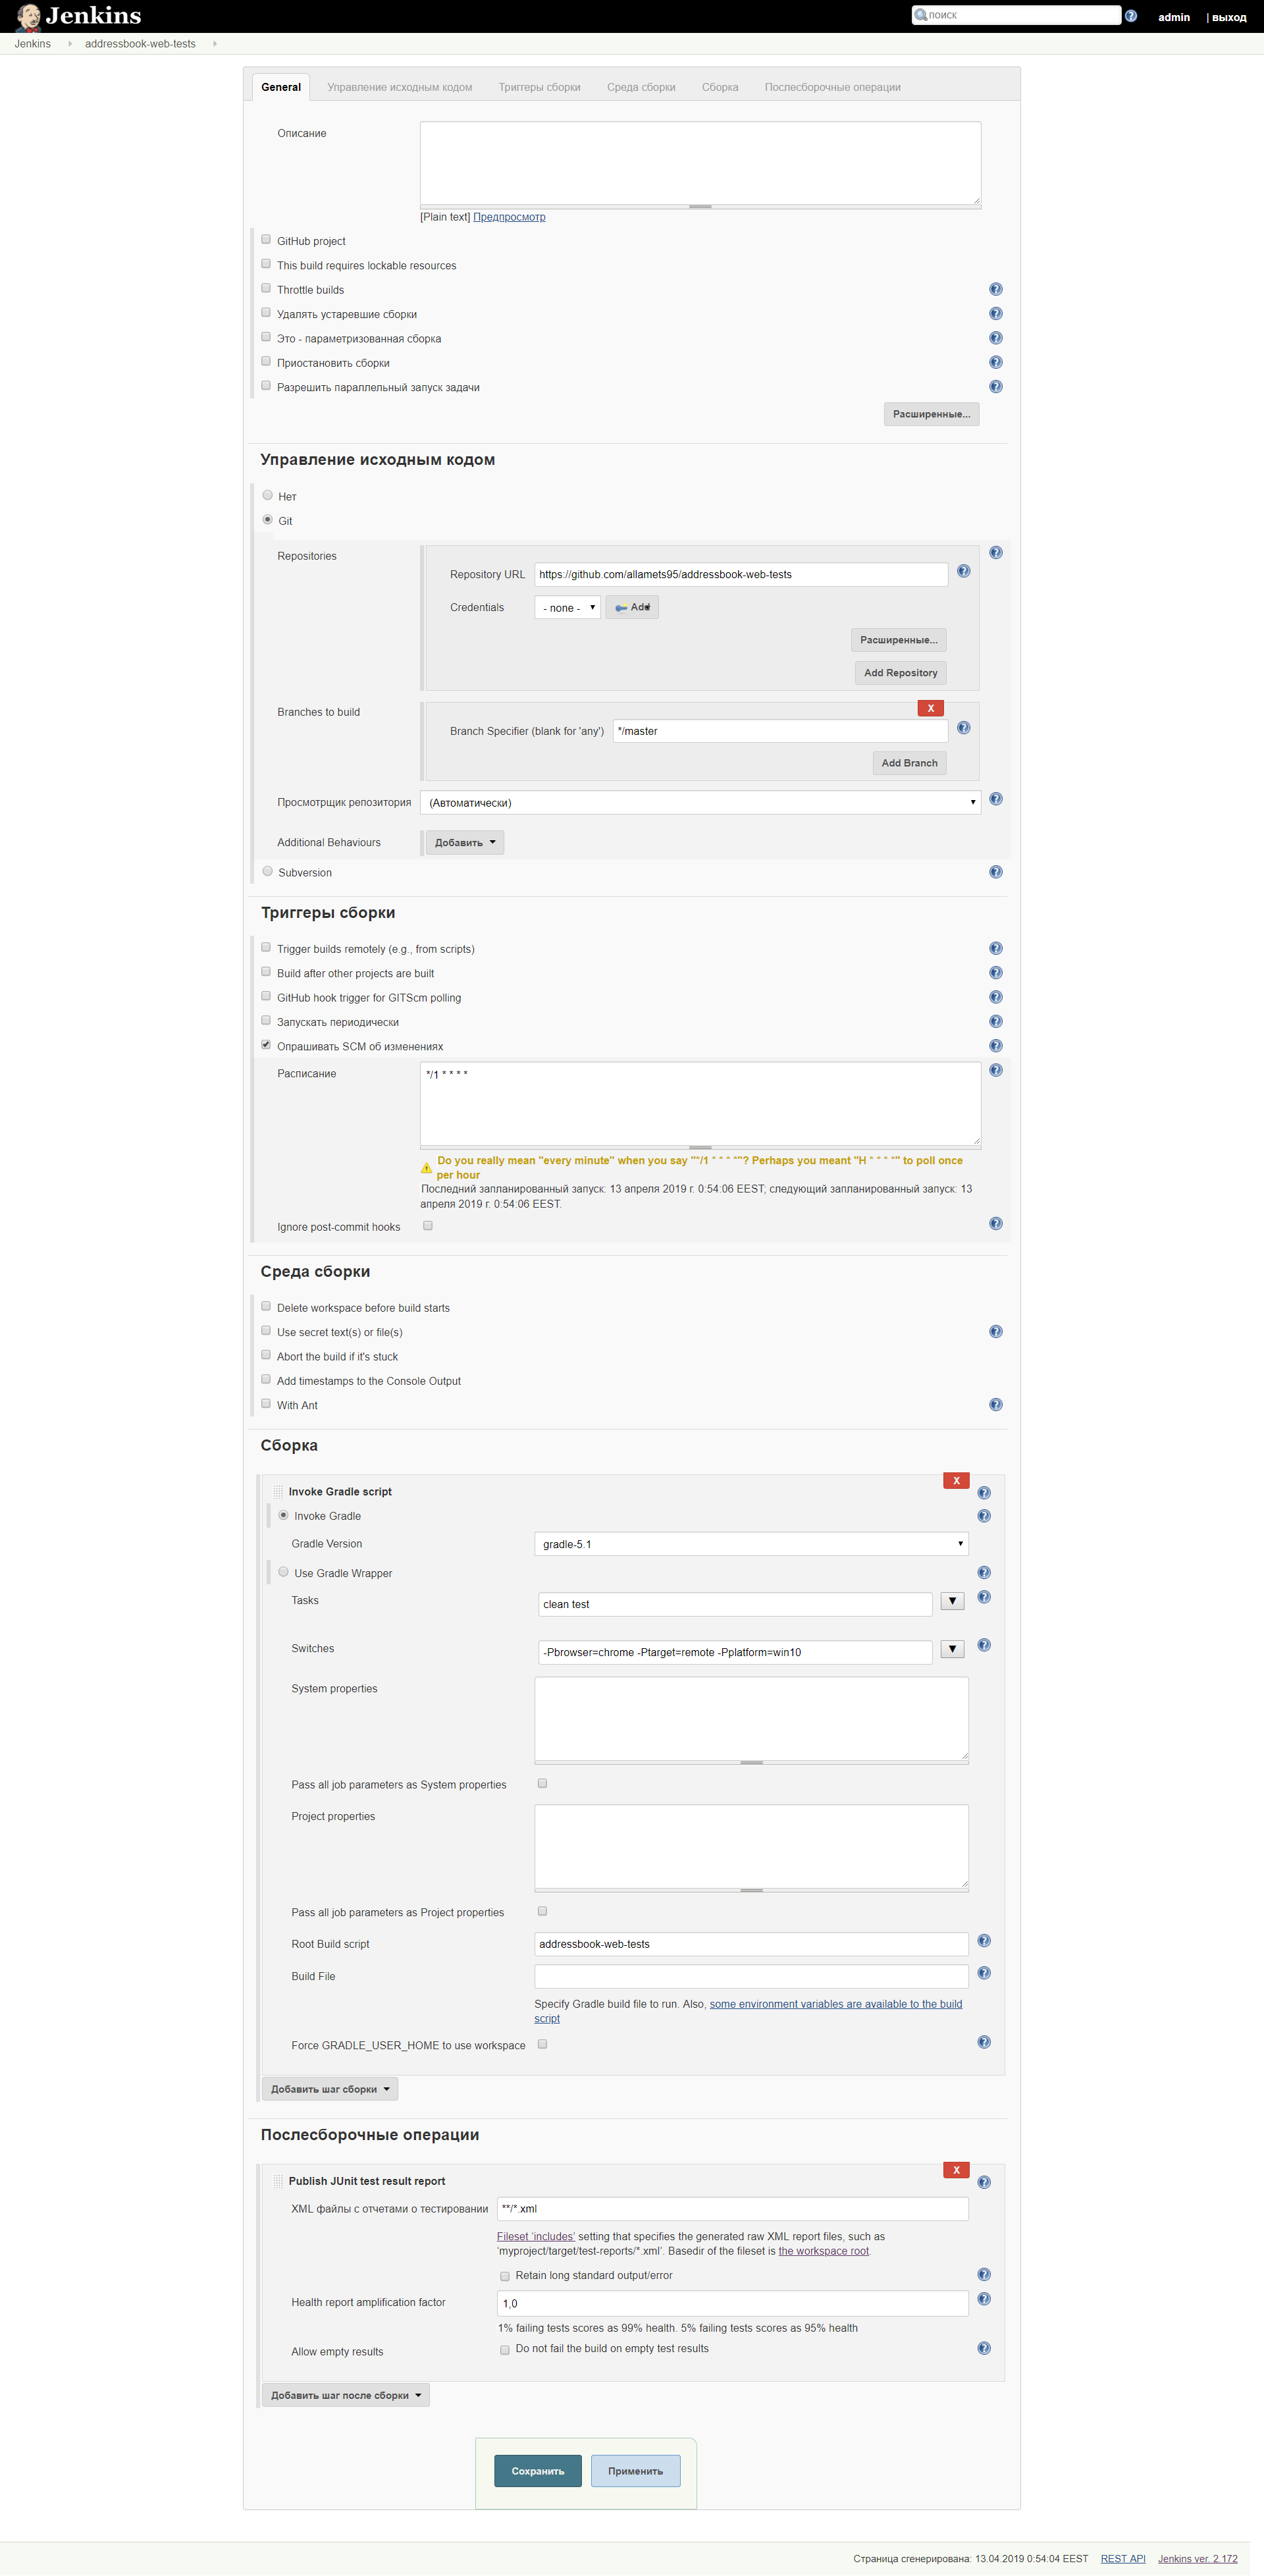 Jenkins
поиск
admin
| выход
Jenkins
addressbook-web-tests
General
Управление исходным кодом
Триггеры сборки
Среда сборки
Сборка
Послесборочные операции
Описание
[Plain text] Предпросмотр
GitHub project
This build requires lockable resources
Throttle builds
Удалять устаревшие сборки
Это - параметризованная сборка
Приостановить сборки
Разрешить параллельный запуск задачи
Расширенные...
Управление исходным кодом
Нет
Git
Repositories
Repository URL
https://github.com/allamets95/addressbook-web-tests
Credentials
- none -
Add
Расширенные...
Add Repository
Branches to build
X
Branch Specifier (blank for 'any')
*/master
Add Branch
Просмотрщик репозитория
(Автоматически)
Additional Behaviours
Добавить
Subversion
Триггеры сборки
Trigger builds remotely (e.g., from scripts)
Build after other projects are built
GitHub hook trigger for GITScm polling
Запускать периодически
Опрашивать SCM об изменениях
Расписание
*/1 * * * *
Do you really mean "every minute" when you say "*/1 * * * *"? Perhaps you meant "H * * * *" to poll once
per hour
Последний запланированный запуск: 13 апреля 2019 г. 0:54:06 EEST; следующий запланированный запуск: 13
апреля 2019 г. 0:54:06 EEST.
Ignore post-commit hooks
Среда сборки
Delete workspace before build starts
Use secret text(s) or file(s)
Abort the build if it's stuck
Add timestamps to the Console Output
With Ant
Сборка
X
Invoke Gradle script
Invoke Gradle
Gradle Version
gradle-5.1
Use Gradle Wrapper
Tasks
clean test
Switches
-Pbrowser=chrome -Ptarget=remote -Pplatform=win10
System properties
Pass all job parameters as System properties
Project properties
Pass all job parameters as Project properties
Root Build script
addressbook-web-tests
Build File
Specify Gradle build file to run. Also, some environment variables are available to the build
script
Force GRADLE_USER_HOME to use workspace
Добавить шаг сборки
Послесборочные операции
X
Publish JUnit test result report
XML файлы с отчетами о тестировании
**/*.xml
Fileset 'includes' setting that specifies the generated raw XML report files, such as
'myproject/target/test-reports/*.xml'. Basedir of the fileset is the workspace root.
Retain long standard output/error
Health report amplification factor
1,0
1% failing tests scores as 99% health. 5% failing tests scores as 95% health
Allow empty results
Do not fail the build on empty test results
Добавить шаг после сборки
Сохранить
Применить
Страница сгенерирована: 13.04.2019 0:54:04 EEST
REST API
Jenkins ver. 2.172